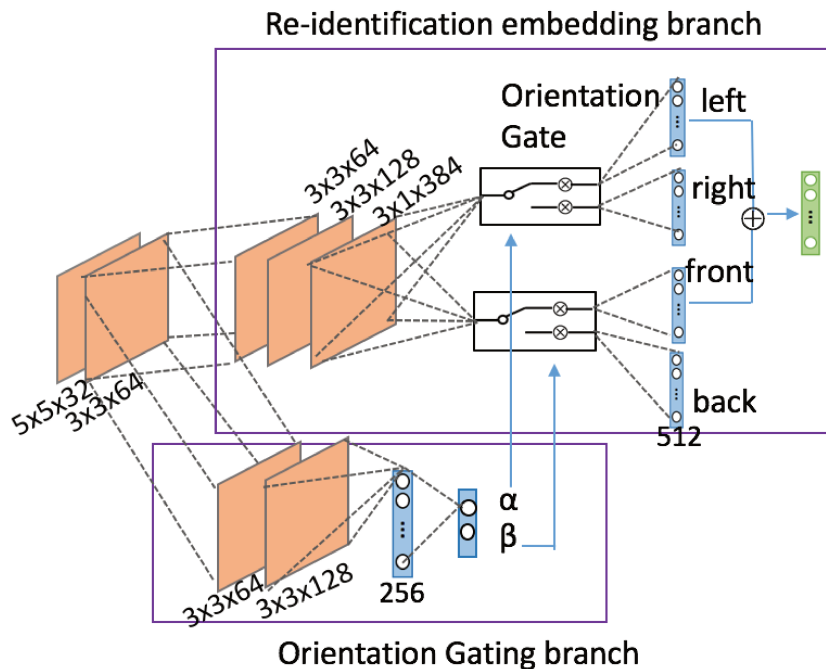 Re-identification embedding branch
Orientation
Gate
left
right
front
back
512
3x3x64
3x3x128
3x1x384
5x5x32
3x3x64
3x3x64
3x3x128
256
α
β
Orientation Gating branch